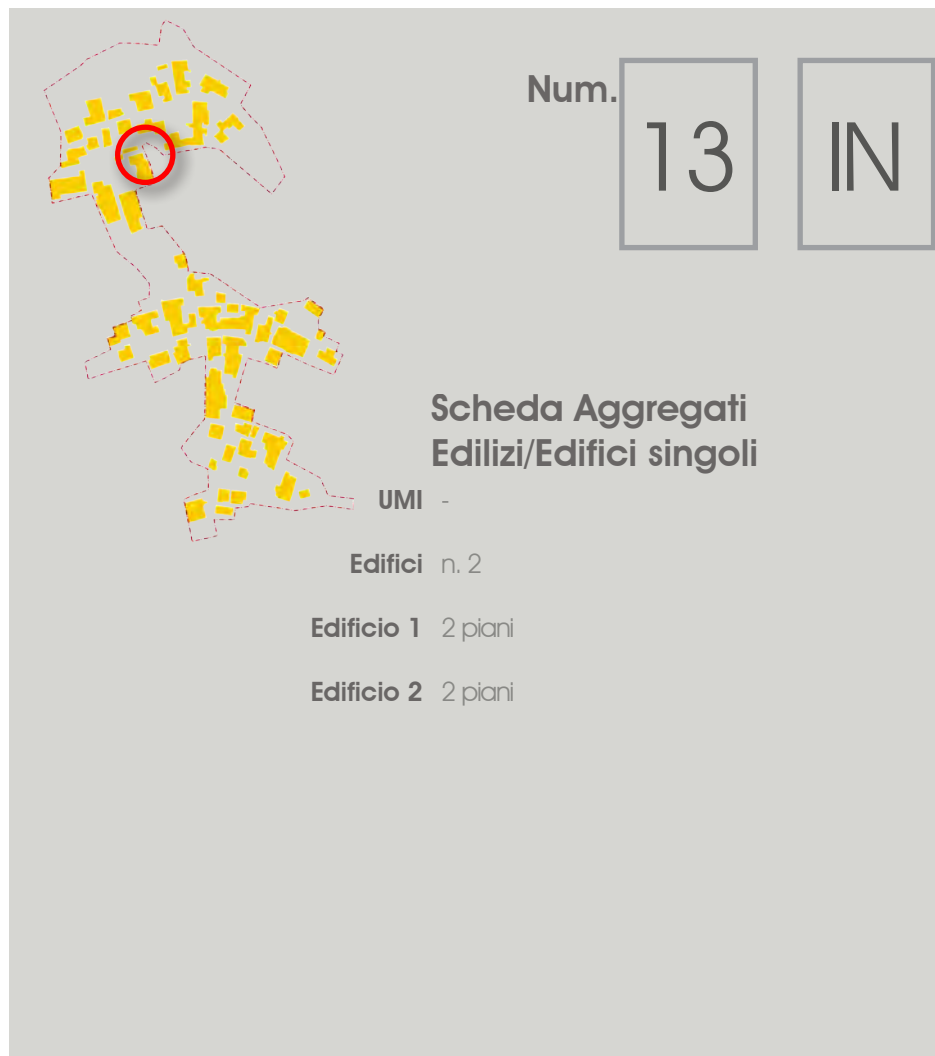 Num. 13 IN
Scheda Aggregati
Edilizi/Edifici singoli
UMI -
Edifici n. 2
Edificio 1 2 piani
Edificio 2 2 piani